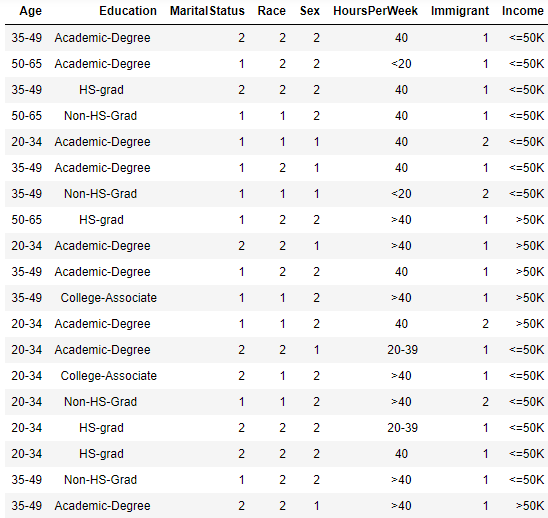 Age Education MaritalStatus Race Sex HoursPerWeek Immigrant Income
35-49 Academic-Degree 2 2 2 40 1 <=50K
50-65 Academic-Degree 1 2 2 <20 1 <=50K
35-49 HS-grad 2 2 2 40 1 <=50K
50-65 Non-HS-Grad 1 1 2 40 1 <=50K
20-34 Academic-Degree 1 1 1 40 2 <=50K
35-49 Academic-Degree 1 2 1 40 1 <=50K
35-49 Non-HS-Grad 1 1 1 <20 2 <=50K
50-65 HS-grad 1 2 2 >40 1 >50K
20-34 Academic-Degree 2 2 1 >40 1 >50K
35-49 Academic-Degree 1 2 2 40 1 >50K
35-49 College-Associate 1 1 2 >40 1 >50K
20-34 Academic-Degree 1 1 2 40 2 >50K
20-34 Academic-Degree 2 2 1 20-39 1 <=50K
20-34 College-Associate 2 1 2 >40 1 <=50K
20-34 Non-HS-Grad 1 1 2 >40 2 <=50K
20-34 HS-grad 2 2 2 20-39 1 <=50K
20-34 HS-grad 2 2 2 40 1 <=50K
35-49 Non-HS-Grad 1 2 2 >40 1 <=50K
35-49 Academic-Degree 2 2 1 >40 1 >50K